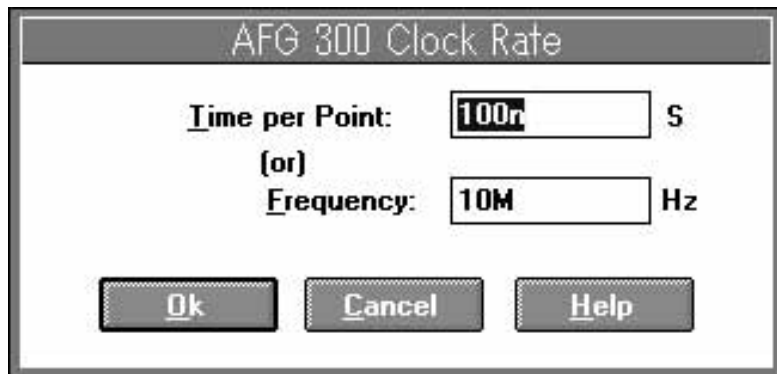 AFG 300 Clock Rate
Time per Point: 100n S
(or)
Frequency: 10M Hz
Ok Cancel Help